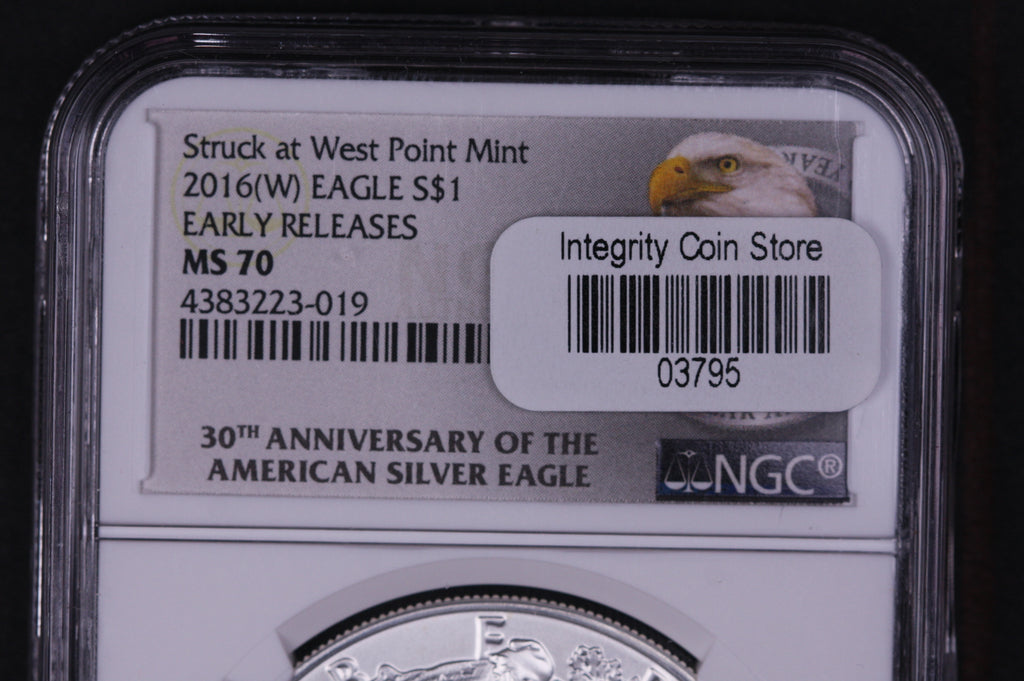 Struck at West Point Mint
2016(W) EAGLE S$1
EARLY RELEASES
MS 70
4383223-019
Integrity Coin Store
03795
30TH ANNIVERSARY OF THE
AMERICAN SILVER EAGLE
NGC®